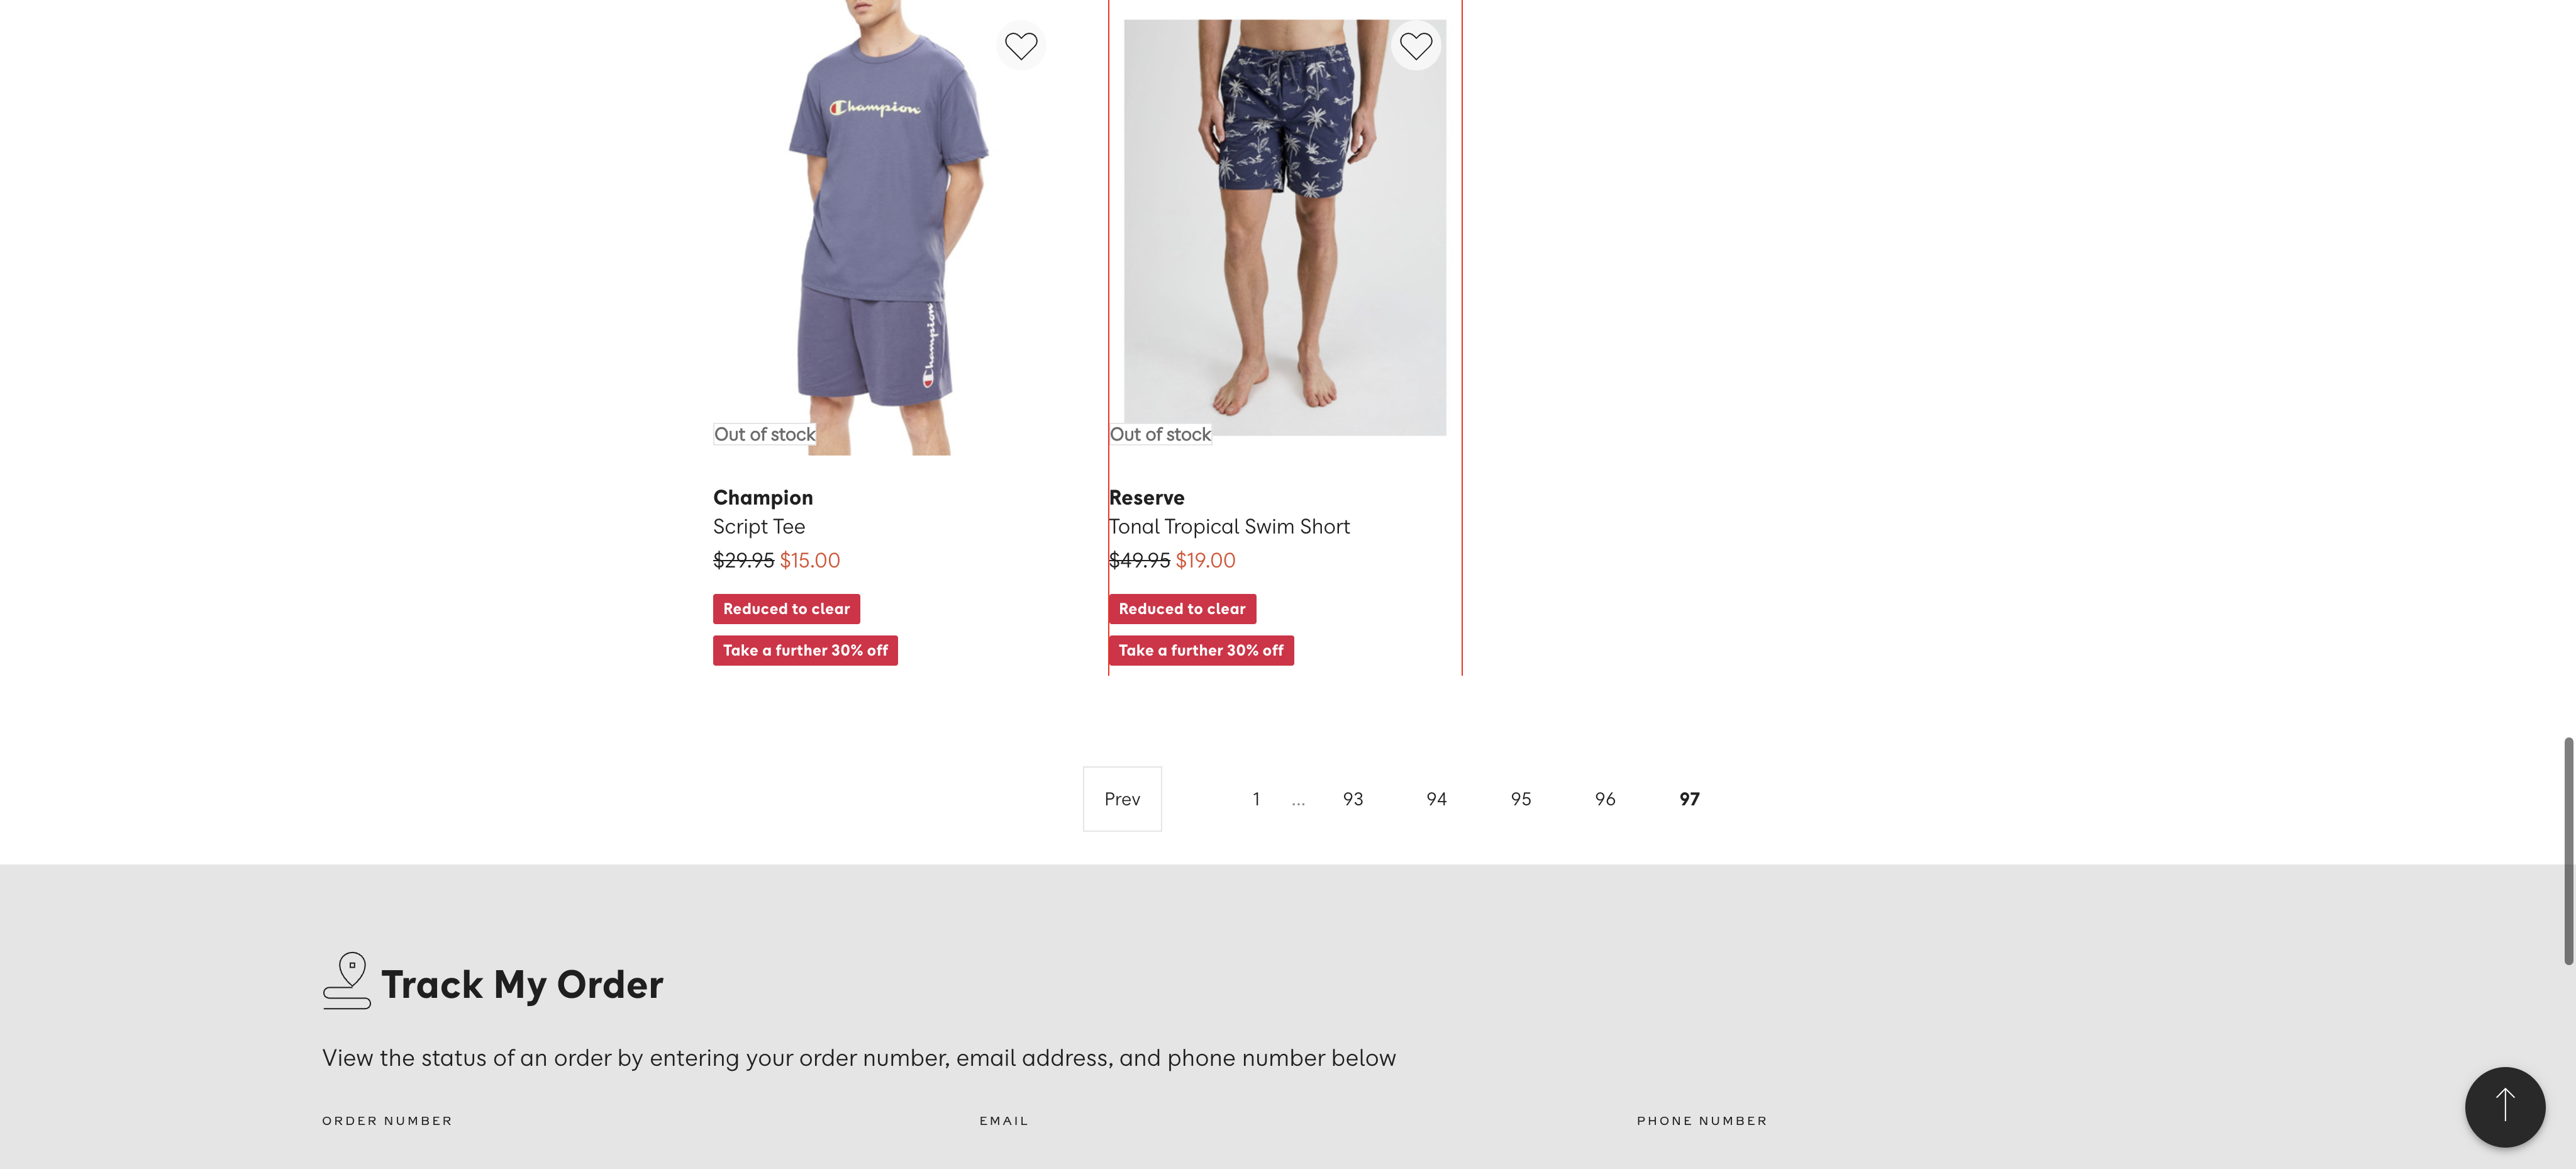 Champion
Champion
Out of stock
Out of stock
Champion
Script Tee
$29.95 $15.00
Reduced to clear
Take a further 30% off
Reserve
Tonal Tropical Swim Short
$49.95 $19.00
Reduced to clear
Take a further 30% off
Prev 1 ... 93 94 95 96 97
Track My Order
View the status of an order by entering your order number, email address, and phone number below
ORDER NUMBER
EMAIL
PHONE NUMBER